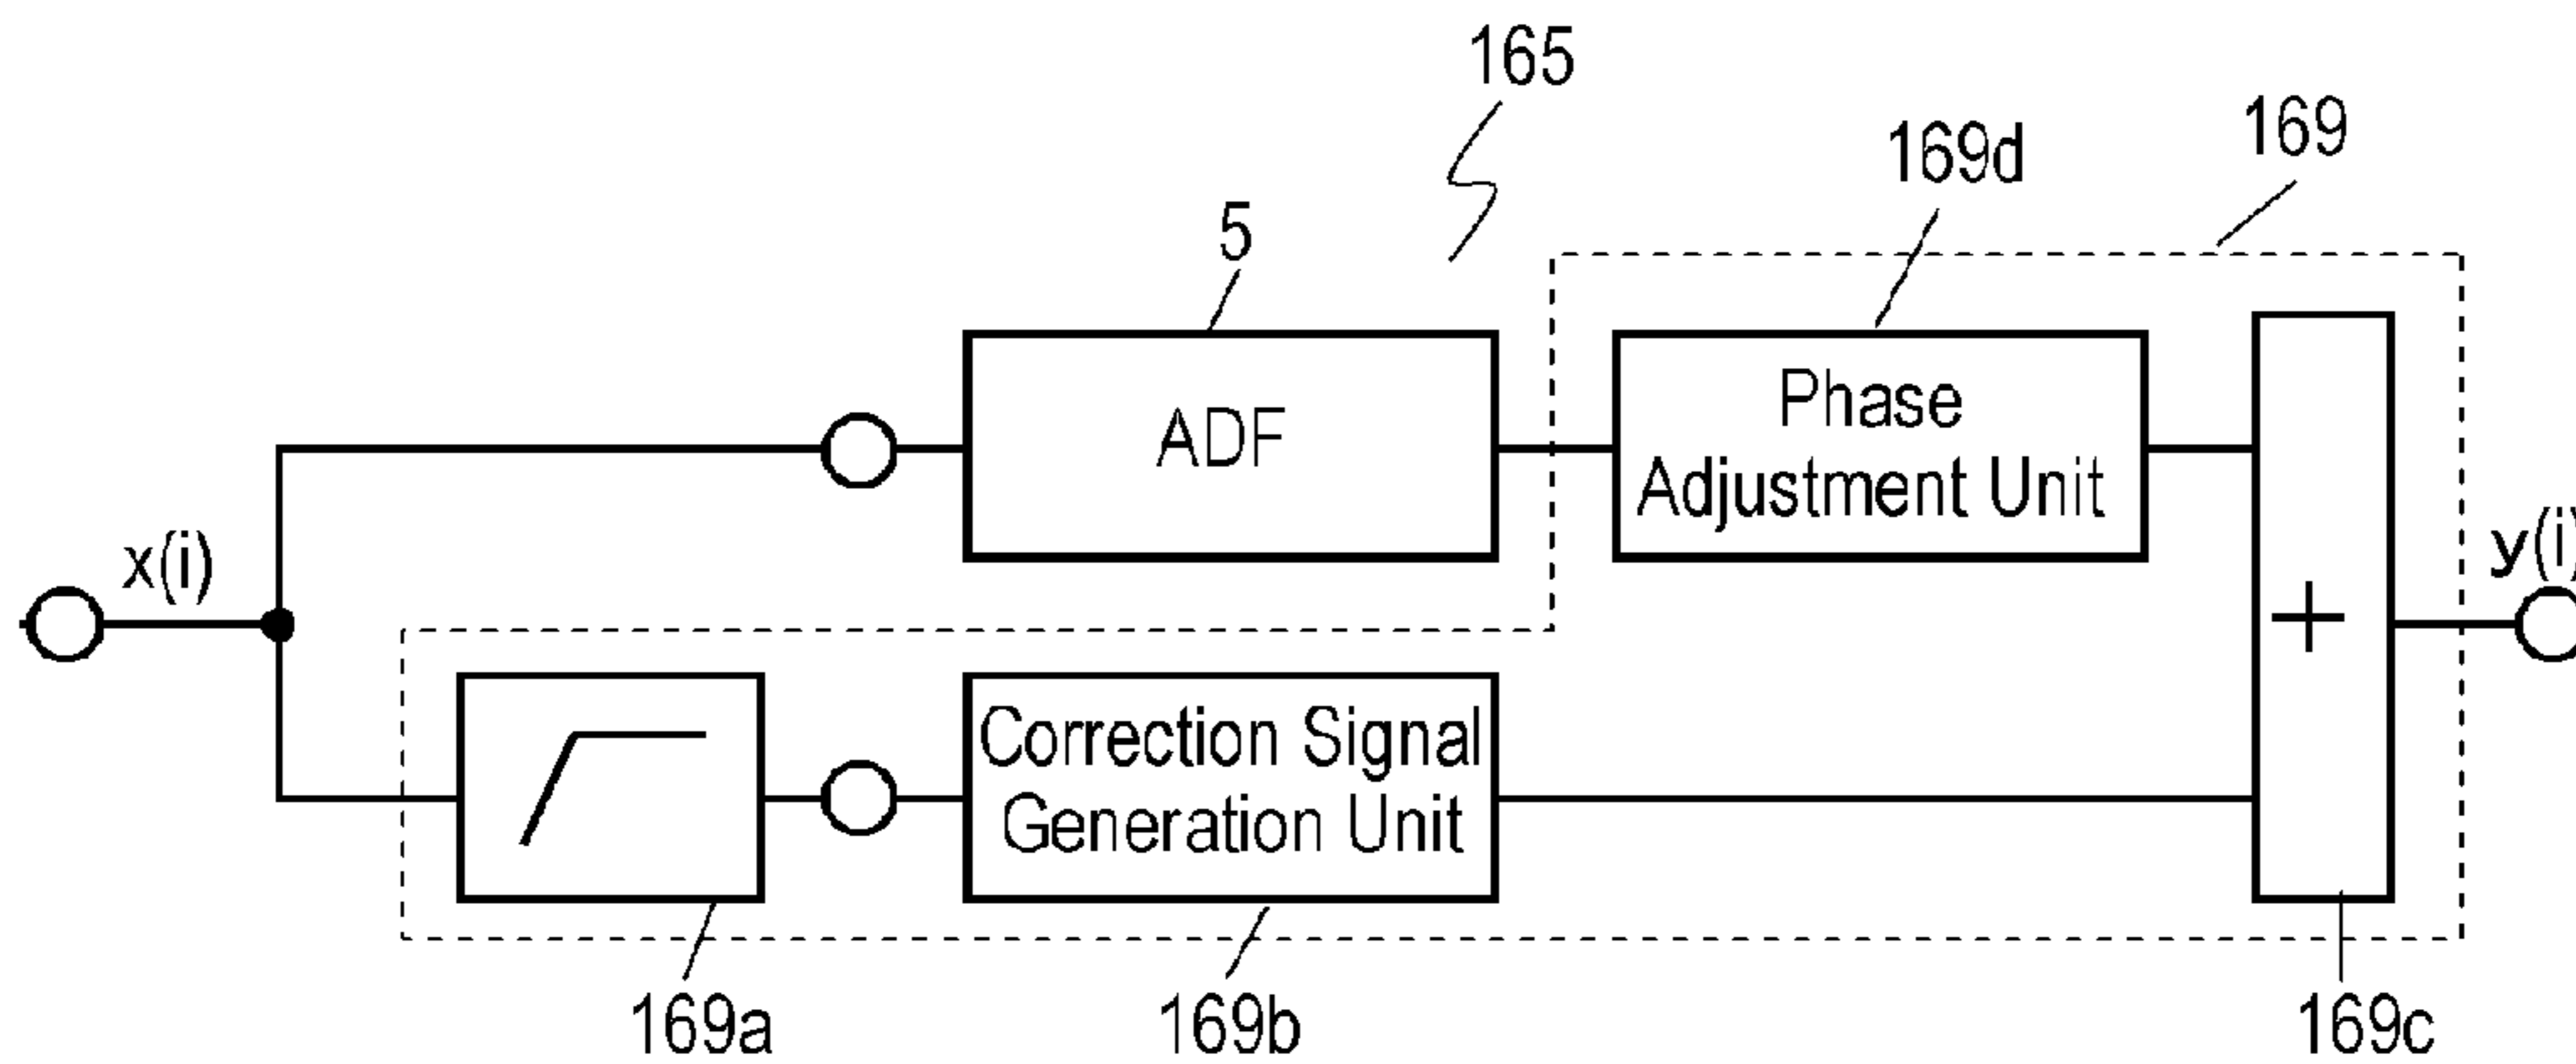 165
169
169d
5
Phase
Adjustment Unit
ADF
x(i)
y(i)
+
Correction Signal
Generation Unit
169a
169b
169c